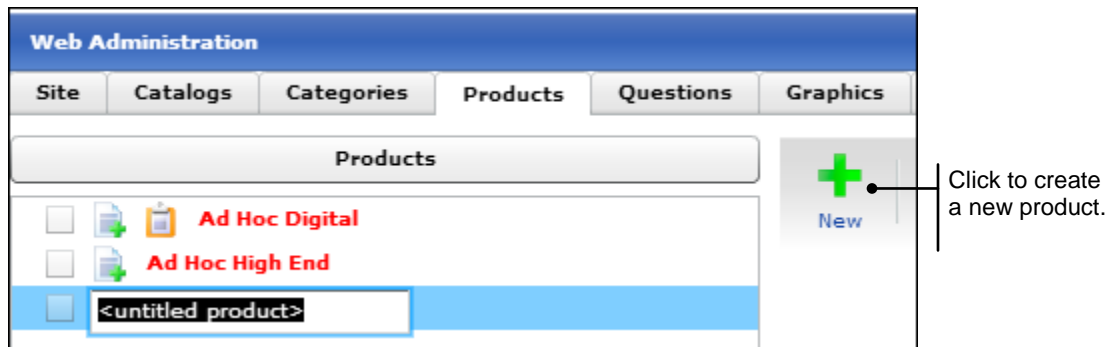 Web Administration
Site Catalogs Categories Products Questions Graphics
Products
Ad Hoc Digital
Ad Hoc High End
<untitled product>
New
Click to create
a new product.